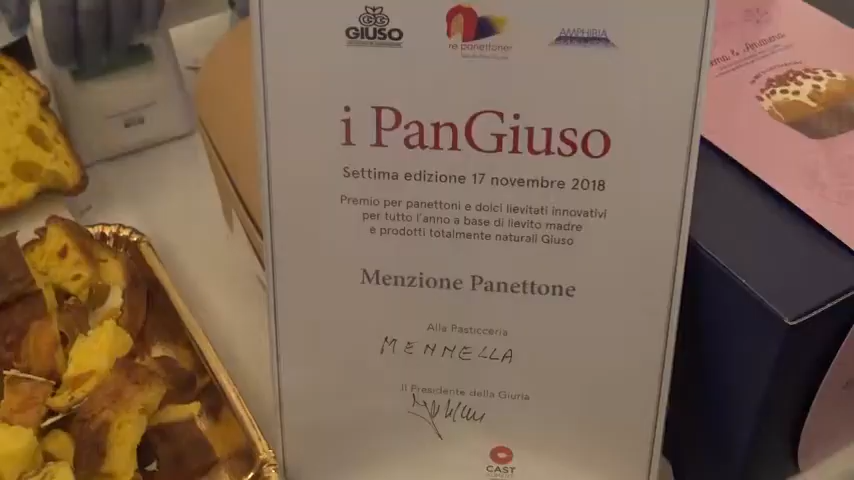 GIUSO
re panettone
AMPHIRIA
i PanGiuso
Settima edizione 17 novembre 2018
Premio per panettoni e dolci lievitati innovativi
per tutto l'anno a base di lievito madre
e prodotti totalmente naturali Giuso
Menzione Panettone
Alla Pasticceria
MENNELLA
Il Presidente della Giuria
CAST